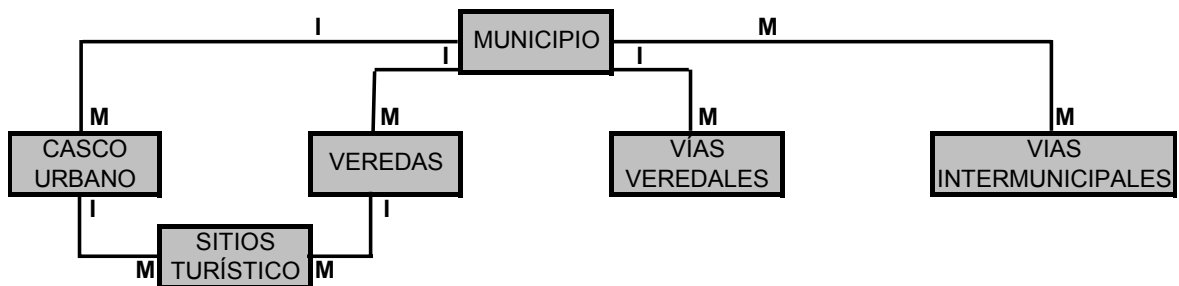 I
MUNICIPIO
M
I
I
M
M
M
M
CASCO
URBANO
VEREDAS
VÍAS
VEREDALES
VIAS
INTERMUNICIPALES
I
I
SITIOS
TURÍSTICO
M
M